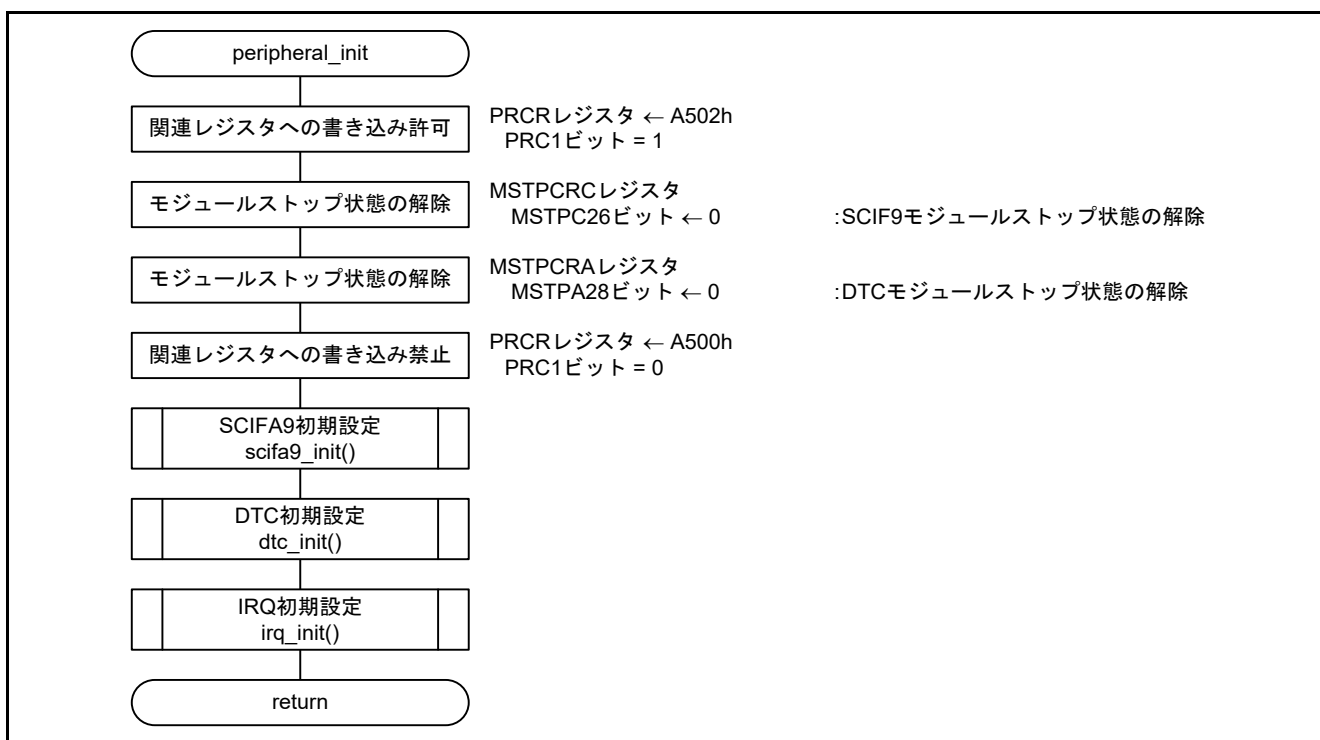 peripheral_init
関連レジスタへの書き込み許可
PRCRレジスタ ← A502h
PRC1ビット = 1
モジュールストップ状態の解除
MSTPCRCレジスタ
MSTPC26ビット ← 0 :SCIF9モジュールストップ状態の解除
モジュールストップ状態の解除
MSTPCRAレジスタ
MSTPA28ビット ← 0 :DTCモジュールストップ状態の解除
関連レジスタへの書き込み禁止
PRCRレジスタ ← A500h
PRC1ビット = 0
SCIFA9初期設定
scifa9_init()
DTC初期設定
dtc_init()
IRQ初期設定
irq_init()
return